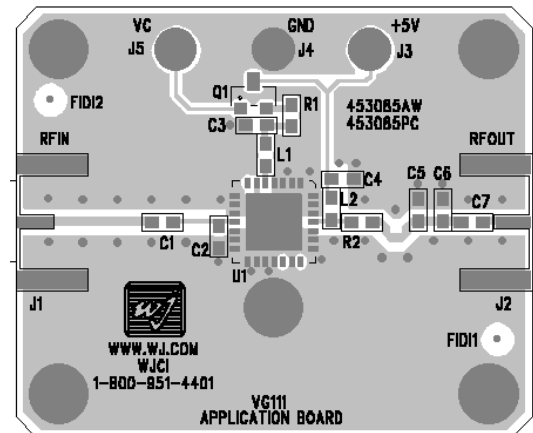 VC GND +5V
J5 J4 J3
Q1
FIDI2 R1 453085AW
C3 453085PC
RFIN RFOUT
L1
C4 C5 C6
L2 C7
C1 C2 R2
U1
J1 J2
WJ
WWW.WJ.COM
WJCI
1-800-951-4401
FIDI1
VG111
APPLICATION BOARD